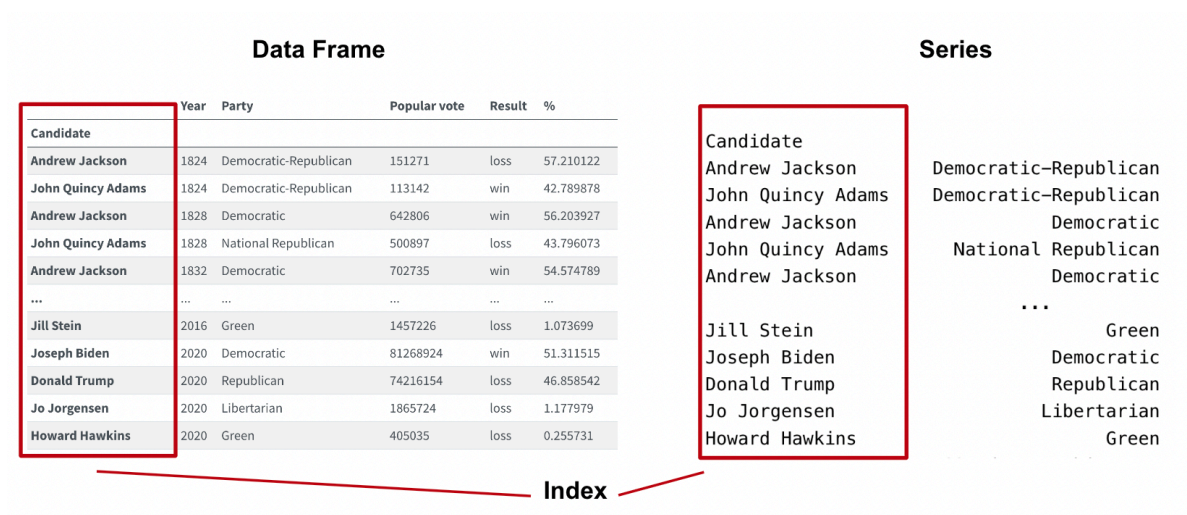 Data Frame
Year Party Popular vote Result %
Candidate
Andrew Jackson 1824 Democratic-Republican 151271 loss 57.210122
John Quincy Adams 1824 Democratic-Republican 113142 win 42.789878
Andrew Jackson 1828 Democratic 642806 win 56.203927
John Quincy Adams 1828 National Republican 500897 loss 43.796073
Andrew Jackson 1832 Democratic 702735 win 54.574789
... ... ... ... ... ...
Jill Stein 2016 Green 1457226 loss 1.073699
Joseph Biden 2020 Democratic 81268924 win 51.311515
Donald Trump 2020 Republican 74216154 loss 46.858542
Jo Jorgensen 2020 Libertarian 1865724 loss 1.177979
Howard Hawkins 2020 Green 405035 loss 0.255731
Series
Candidate
Andrew Jackson Democratic-Republican
John Quincy Adams Democratic-Republican
Andrew Jackson Democratic
John Quincy Adams National Republican
Andrew Jackson Democratic
...
Jill Stein Green
Joseph Biden Democratic
Donald Trump Republican
Jo Jorgensen Libertarian
Howard Hawkins Green
Index